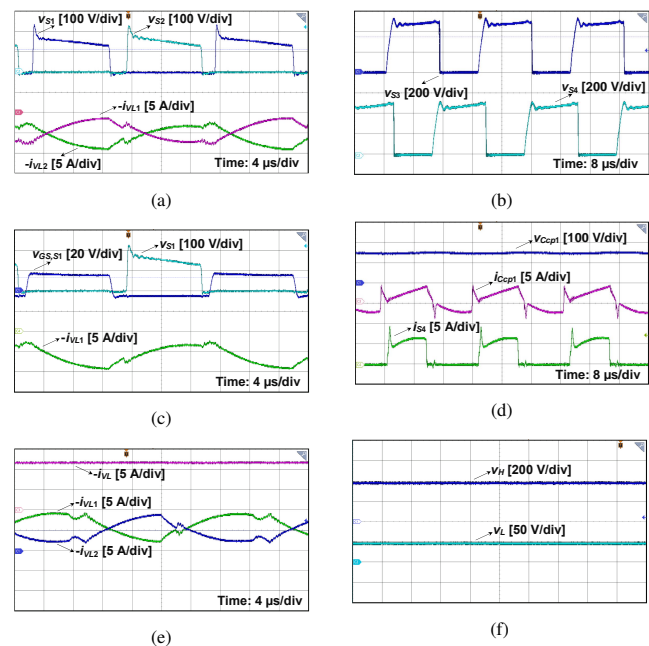 vS1 [100 V/div] vS2 [100 V/div]
-iVL1 [5 A/div]
-iVL2 [5 A/div]
Time: 4 µs/div
(a)
vS3 [200 V/div]
vS4 [200 V/div]
Time: 8 µs/div
(b)
vGS,S1 [20 V/div]
vS1 [100 V/div]
-iVL1 [5 A/div]
Time: 4 µs/div
(c)
vCcp1 [100 V/div]
iCcp1 [5 A/div]
iS4 [5 A/div]
Time: 8 µs/div
(d)
-iVL [5 A/div]
-iVL1 [5 A/div]
-iVL2 [5 A/div]
Time: 4 µs/div
(e)
vH [200 V/div]
vL [50 V/div]
(f)